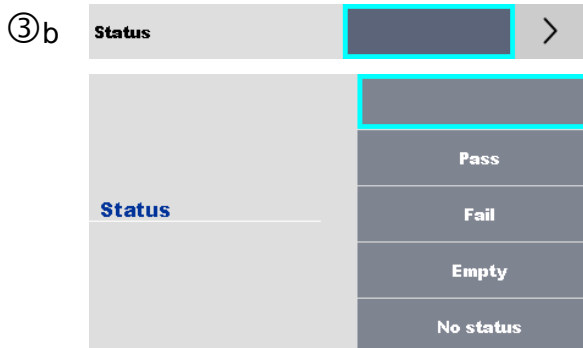 ③b Status >
Pass
Status
Fail
Empty
No status